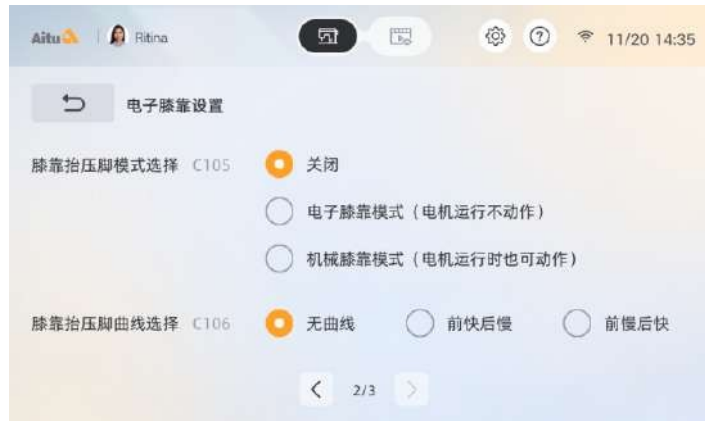 Aitu Ritina 11/20 14:35
电子膝靠设置
膝靠抬压脚模式选择 C105 关闭
电子膝靠模式（电机运行不动作）
机械膝靠模式（电机运行时也可动作）
膝靠抬压脚曲线选择 C106 无曲线 前快后慢 前慢后快
2/3